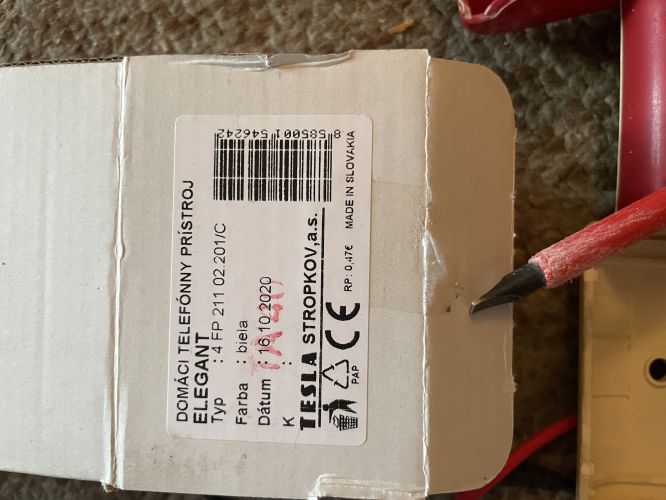 DOMÁCI TELEFÓNNY PRÍSTROJ
ELEGANT
Typ : 4 FP 211 02.201/C
Farba : biela
Dátum : 16.10.2020
K :
TESLA STROPKOV,a.s.
PAP
CE
RP: 0,47€ MADE IN SLOVAKIA
8 585001 546242